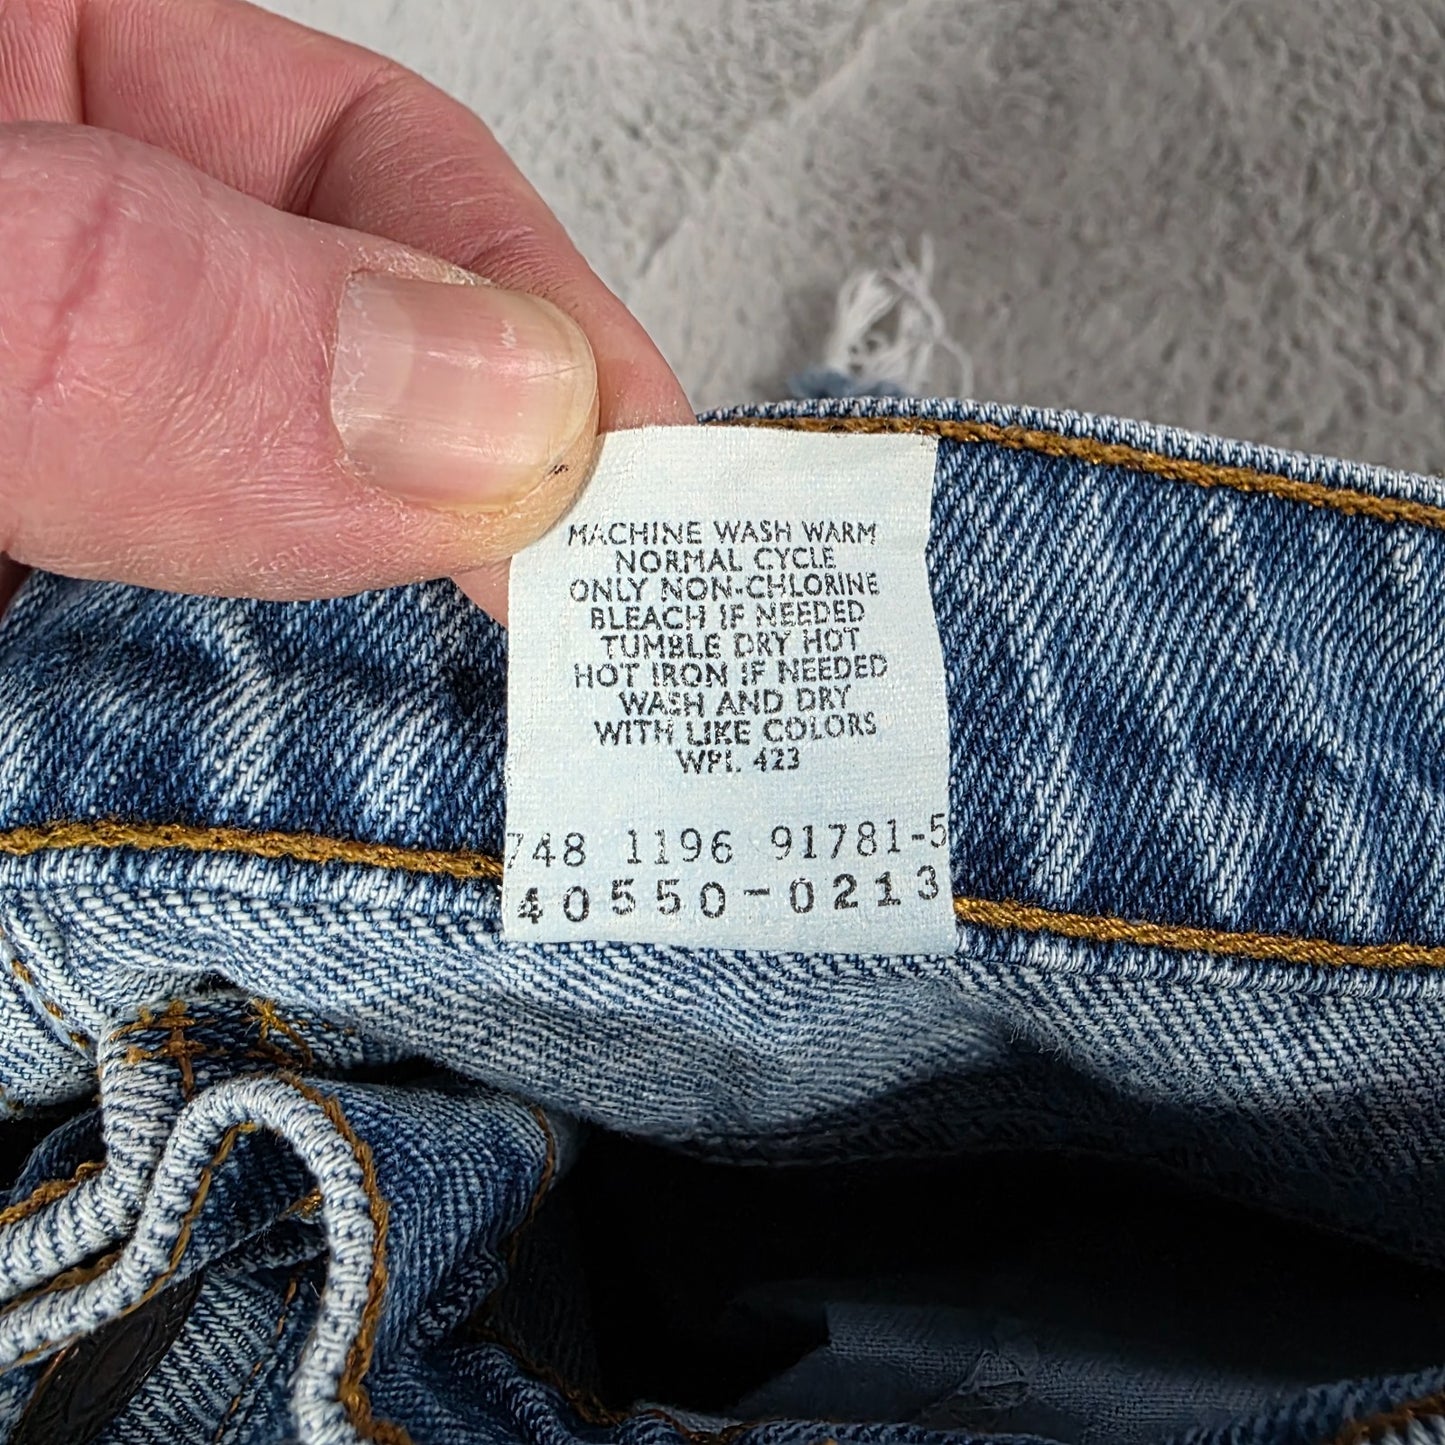 MACHINE WASH WARM
NORMAL CYCLE
ONLY NON-CHLORINE
BLEACH IF NEEDED
TUMBLE DRY HOT
HOT IRON IF NEEDED
WASH AND DRY
WITH LIKE COLORS
WPL 423
748 1196 91781-5
40550-0213